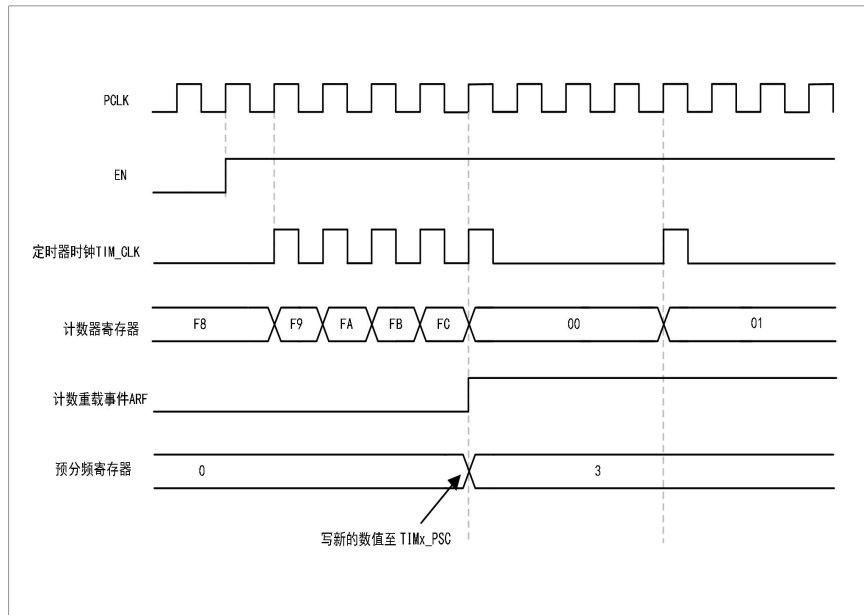 PCLK
EN
定时器时钟TIM_CLK
计数器寄存器 F8 F9 FA FB FC 00 01
计数重载事件ARF
预分频寄存器 0 3
写新的数值至 TIMx_PSC